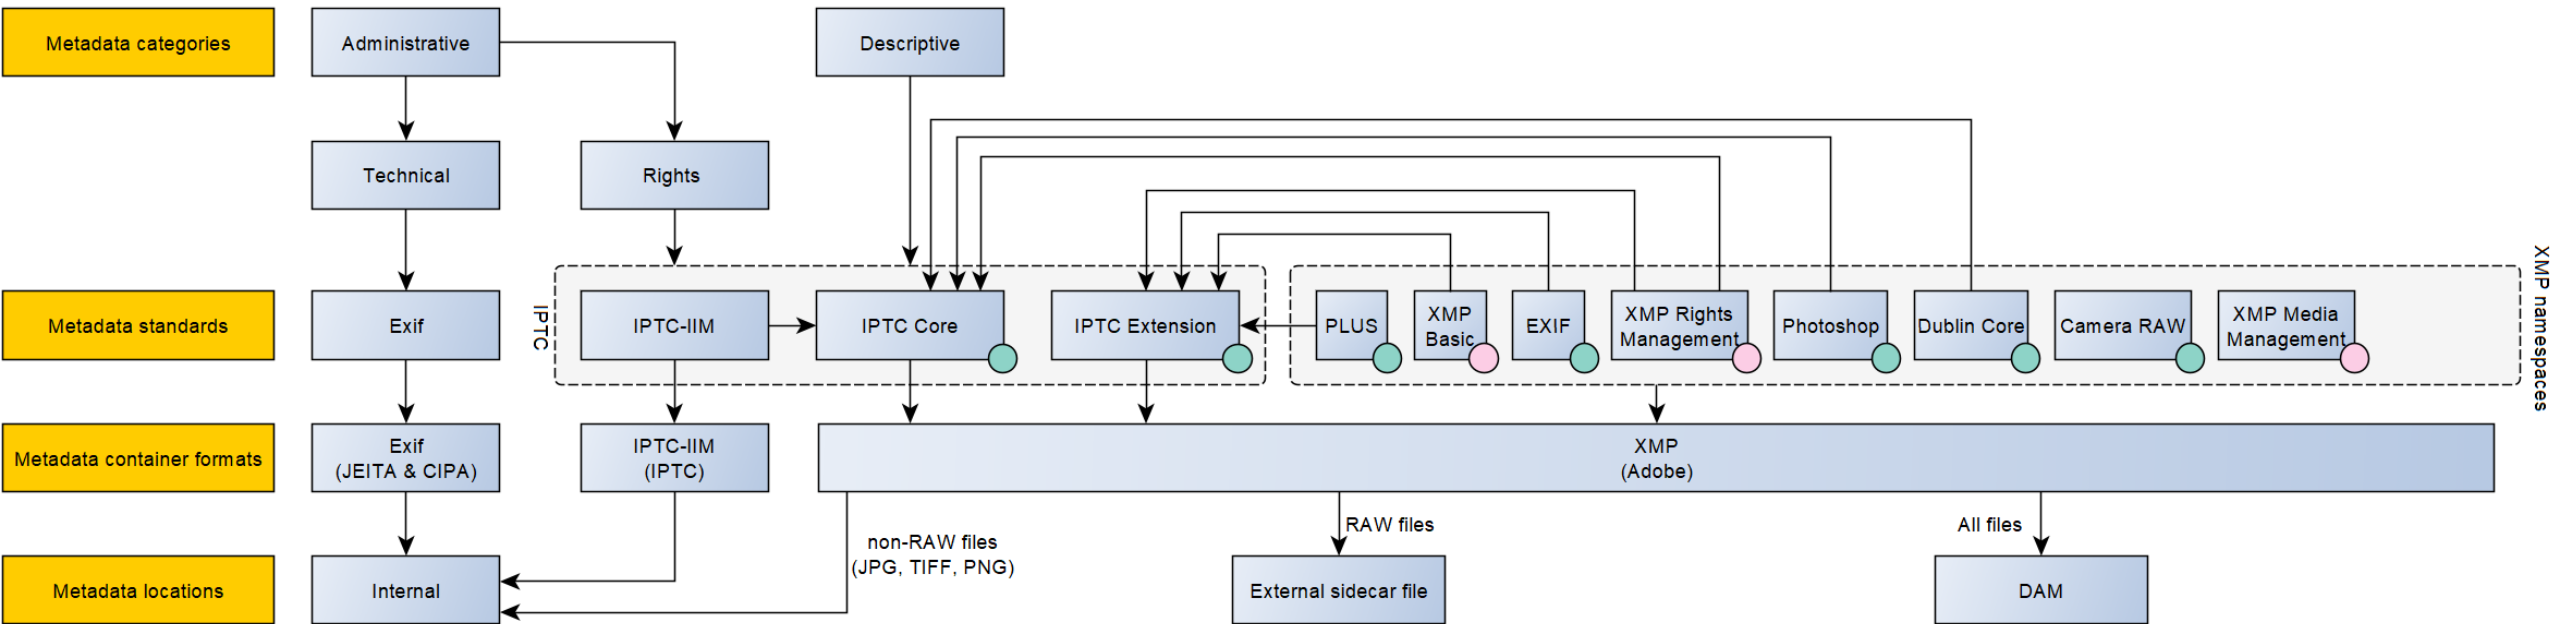 Metadata categories
Administrative
Descriptive
Technical
Rights
XMP namespaces
IPTC
Metadata standards
Exif
IPTC-IIM
IPTC Core
IPTC Extension
PLUS
XMP
Basic
EXIF
XMP Rights
Management
Photoshop
Dublin Core
Camera RAW
XMP Media
Management
Metadata container formats
Exif
(JEITA & CIPA)
IPTC-IIM
(IPTC)
XMP
(Adobe)
non-RAW files
(JPG, TIFF, PNG)
RAW files
All files
Metadata locations
Internal
External sidecar file
DAM